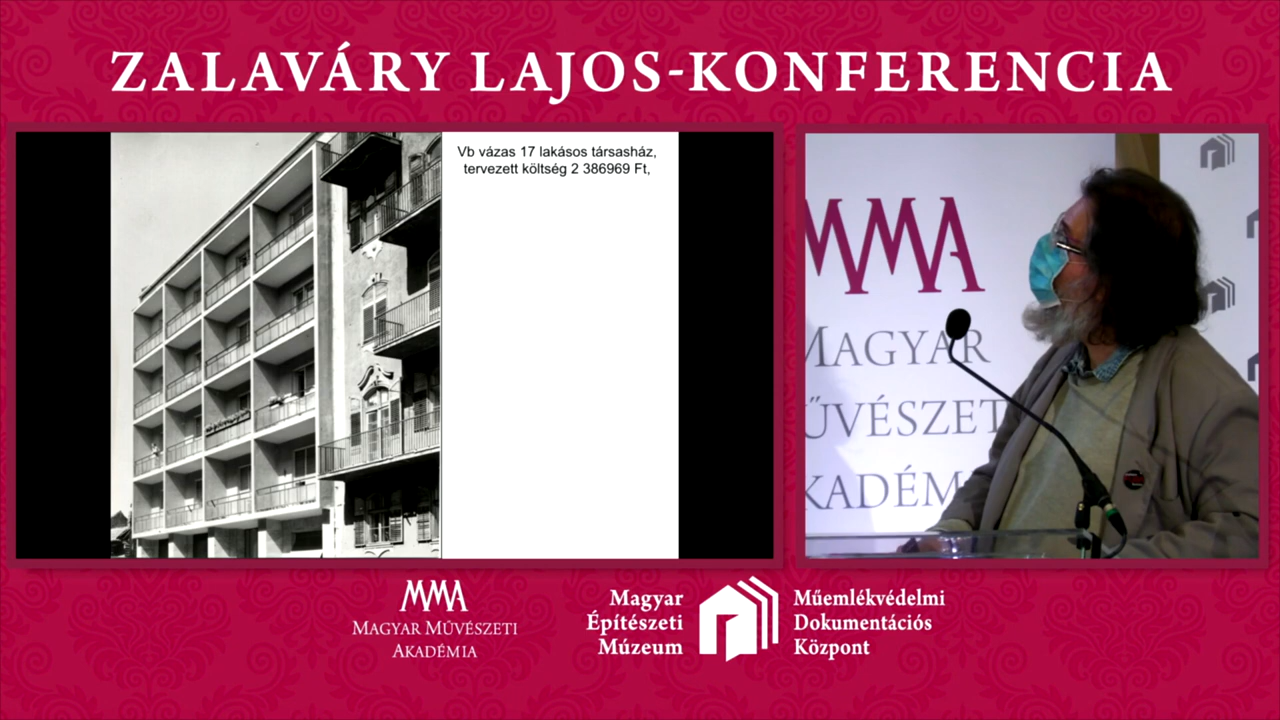 ZALAVÁRY LAJOS-KONFERENCIA
Vb vázas 17 lakásos társasház,
tervezett költség 2 386969 Ft,
MMA
MAGYAR
MŰVÉSZET
AKADÉM
MMA
MAGYAR MŰVÉSZETI
AKADÉMIA
Magyar
Építészeti
Múzeum
Műemlékvédelmi
Dokumentációs
Központ